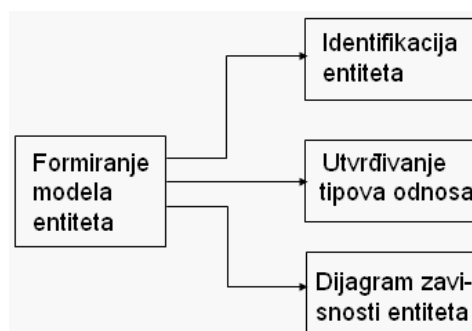 Formiranje
modela
entiteta
Identifikacija
entiteta
Utvrđivanje
tipova odnosa
Dijagram zavi-
snosti entiteta